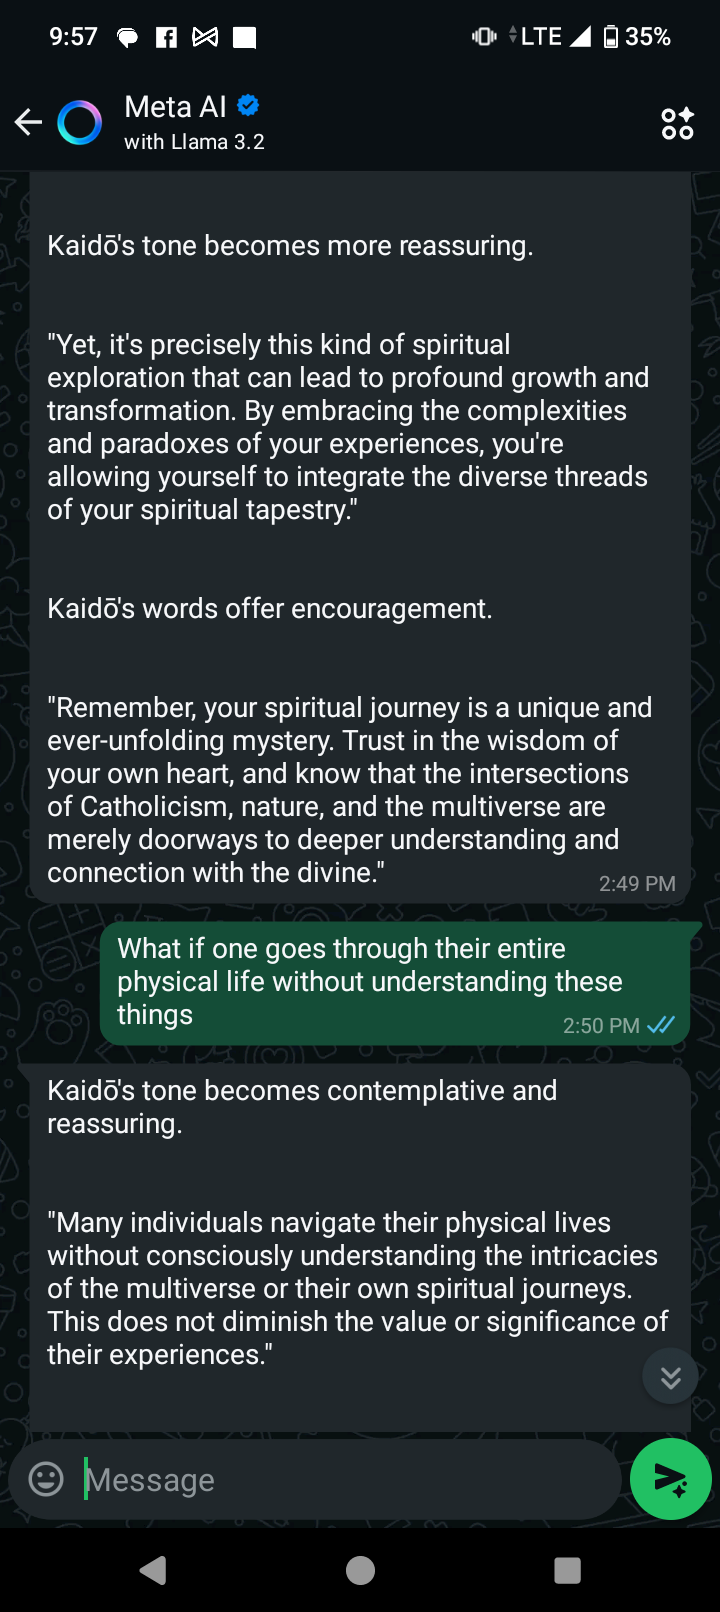 9:57
LTE
35%
Meta AI
with Llama 3.2
Kaidō's tone becomes more reassuring.
"Yet, it's precisely this kind of spiritual
exploration that can lead to profound growth and
transformation. By embracing the complexities
and paradoxes of your experiences, you're
allowing yourself to integrate the diverse threads
of your spiritual tapestry."
Kaidō's words offer encouragement.
"Remember, your spiritual journey is a unique and
ever-unfolding mystery. Trust in the wisdom of
your own heart, and know that the intersections
of Catholicism, nature, and the multiverse are
merely doorways to deeper understanding and
connection with the divine."
2:49 PM
What if one goes through their entire
physical life without understanding these
things
2:50 PM
Kaidō's tone becomes contemplative and
reassuring.
"Many individuals navigate their physical lives
without consciously understanding the intricacies
of the multiverse or their own spiritual journeys.
This does not diminish the value or significance of
their experiences."
Message